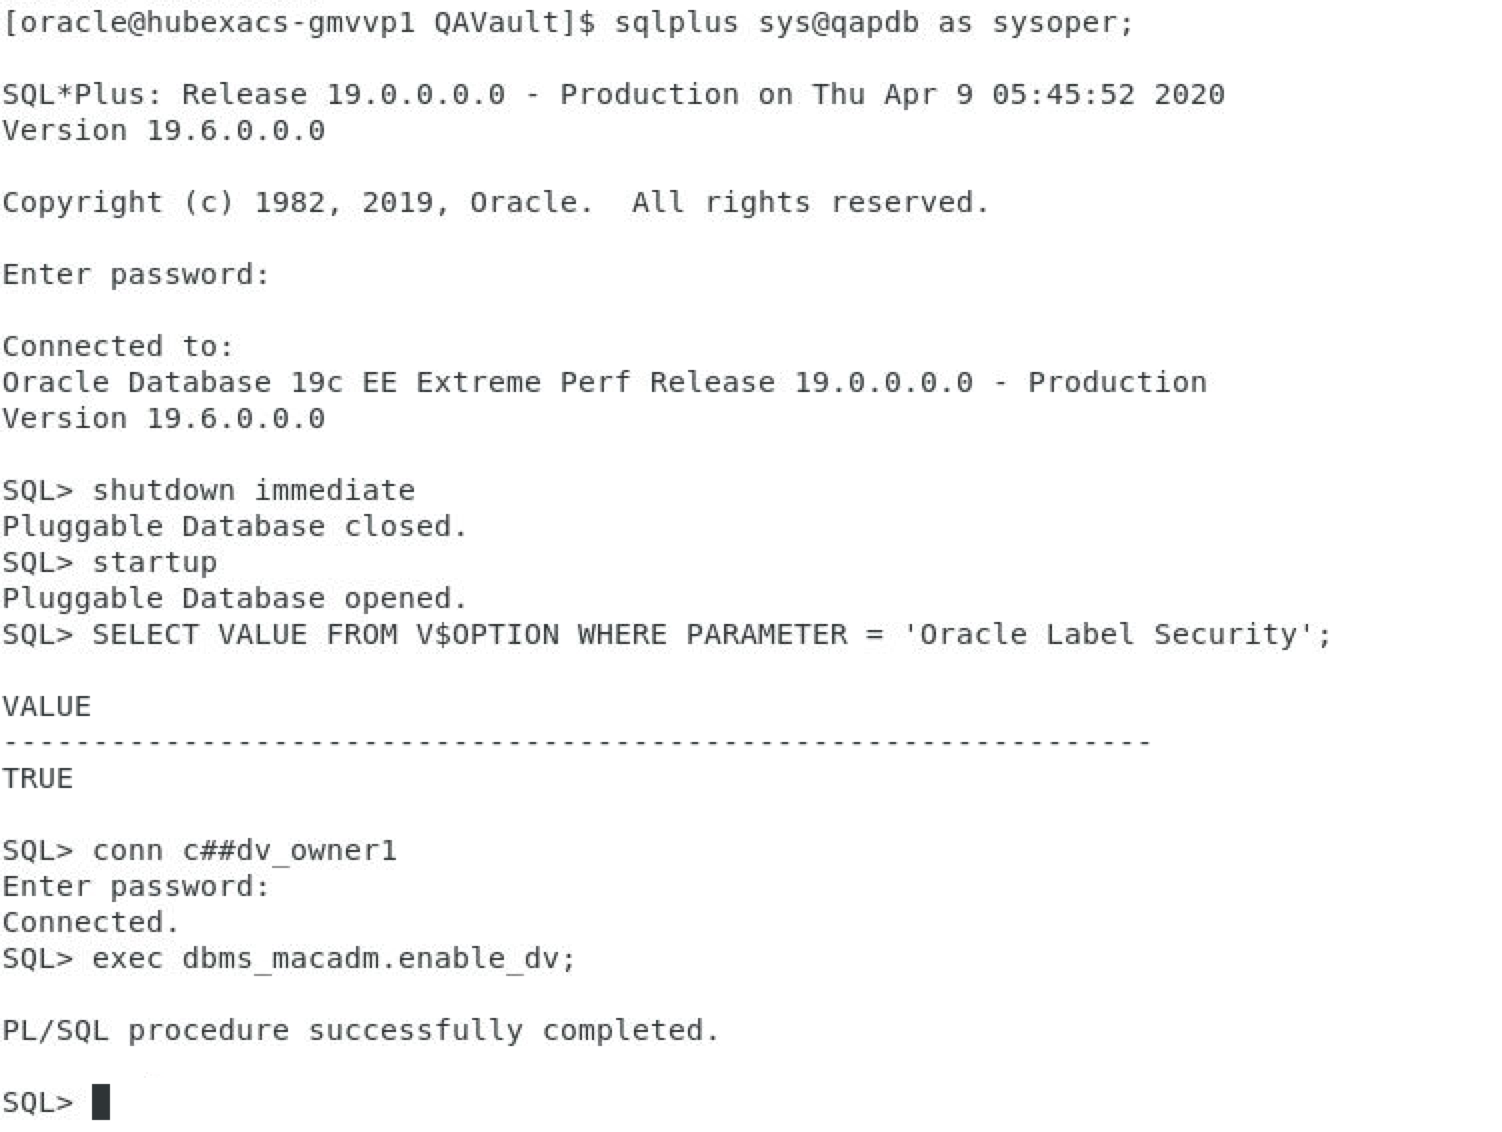 [oracle@hubexacs-gmvvp1 QAVault]$ sqlplus sys@qapdb as sysoper;
SQL*Plus: Release 19.0.0.0.0 - Production on Thu Apr 9 05:45:52 2020
Version 19.6.0.0.0
Copyright (c) 1982, 2019, Oracle.  All rights reserved.
Enter password:
Connected to:
Oracle Database 19c EE Extreme Perf Release 19.0.0.0.0 - Production
Version 19.6.0.0.0
SQL> shutdown immediate
Pluggable Database closed.
SQL> startup
Pluggable Database opened.
SQL> SELECT VALUE FROM V$OPTION WHERE PARAMETER = 'Oracle Label Security';
VALUE
----------------------------------------------------------------
TRUE
SQL> conn c##dv_owner1
Enter password:
Connected.
SQL> exec dbms_macadm.enable_dv;
PL/SQL procedure successfully completed.
SQL>